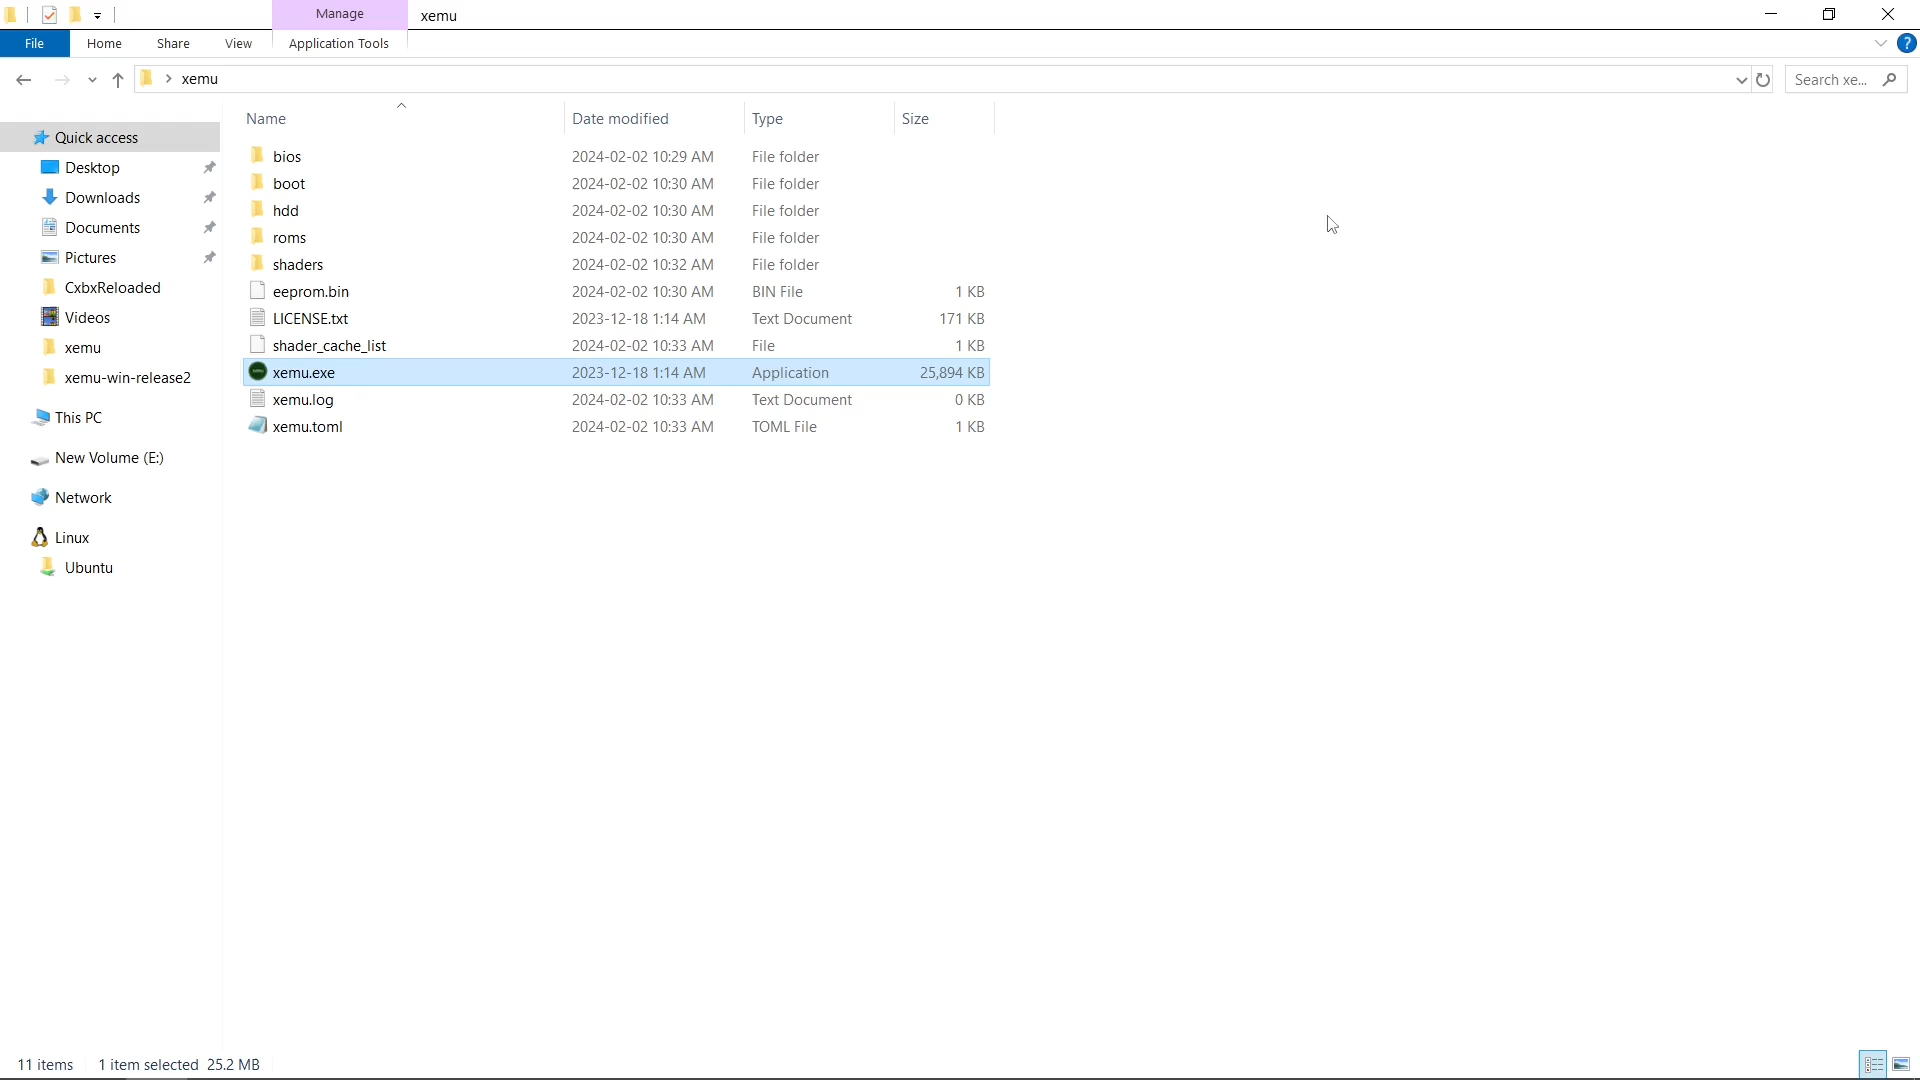 Manage xemu
File Home Share View Application Tools
xemu Search xe...
Name Date modified Type Size
Quick access
Desktop
Downloads
Documents
Pictures
CxbxReloaded
Videos
xemu
xemu-win-release2
This PC
New Volume (E:)
Network
Linux
Ubuntu
bios 2024-02-02 10:29 AM File folder
boot 2024-02-02 10:30 AM File folder
hdd 2024-02-02 10:30 AM File folder
roms 2024-02-02 10:30 AM File folder
shaders 2024-02-02 10:32 AM File folder
eeprom.bin 2024-02-02 10:30 AM BIN File 1 KB
LICENSE.txt 2023-12-18 1:14 AM Text Document 171 KB
shader_cache_list 2024-02-02 10:33 AM File 1 KB
xemu.exe 2023-12-18 1:14 AM Application 25,894 KB
xemu.log 2024-02-02 10:33 AM Text Document 0 KB
xemu.toml 2024-02-02 10:33 AM TOML File 1 KB
11 items 1 item selected 25.2 MB